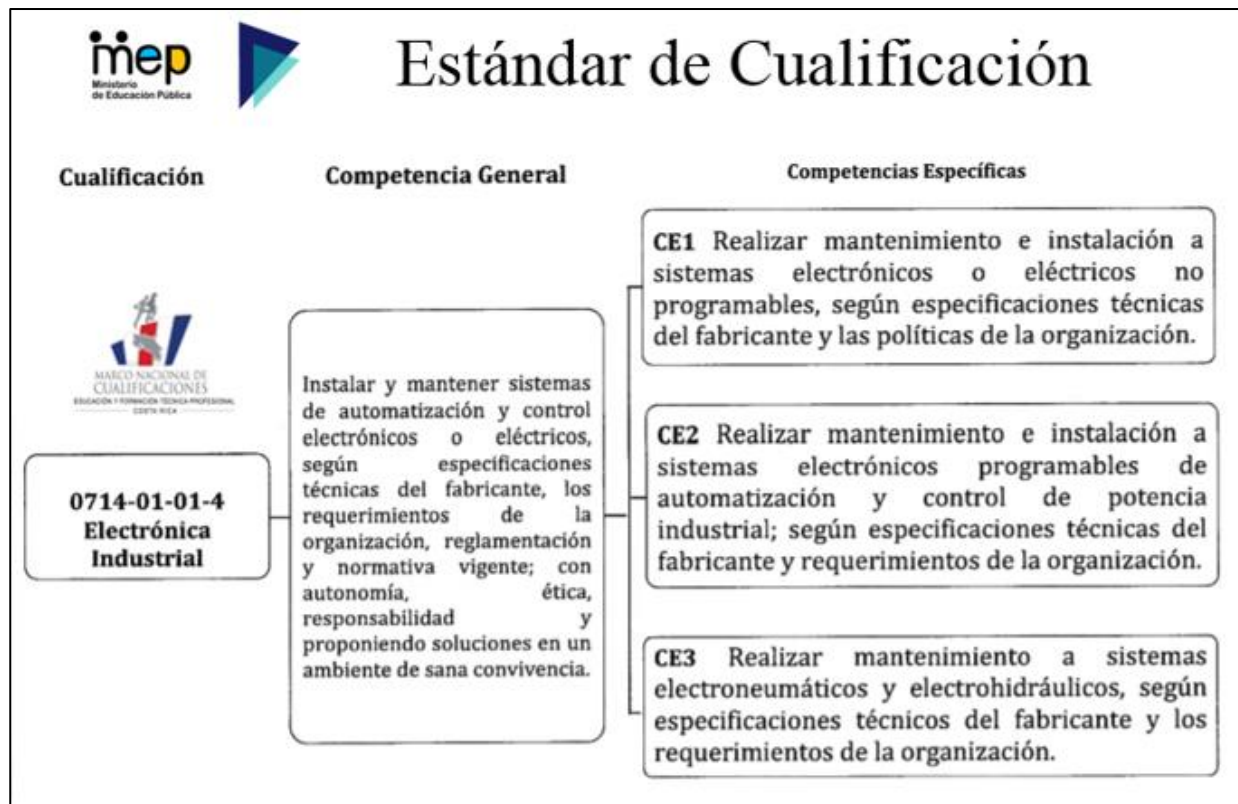 mep
Ministerio
de Educación Pública
Estándar de Cualificación
Cualificación
Competencia General
Competencias Específicas
MARCO NACIONAL DE
CUALIFICACIONES
EDUCACIÓN Y FORMACIÓN TÉCNICA PROFESIONAL
COSTA RICA
0714-01-01-4
Electrónica
Industrial
Instalar y mantener sistemas
de automatización y control
electrónicos o eléctricos,
según especificaciones
técnicas del fabricante, los
requerimientos de la
organización, reglamentación
y normativa vigente; con
autonomía, ética,
responsabilidad y
proponiendo soluciones en un
ambiente de sana convivencia.
CE1 Realizar mantenimiento e instalación a
sistemas electrónicos o eléctricos no
programables, según especificaciones técnicas
del fabricante y las políticas de la organización.
CE2 Realizar mantenimiento e instalación a
sistemas electrónicos programables de
automatización y control de potencia
industrial; según especificaciones técnicas del
fabricante y requerimientos de la organización.
CE3 Realizar mantenimiento a sistemas
electroneumáticos y electrohidráulicos, según
especificaciones técnicos del fabricante y los
requerimientos de la organización.